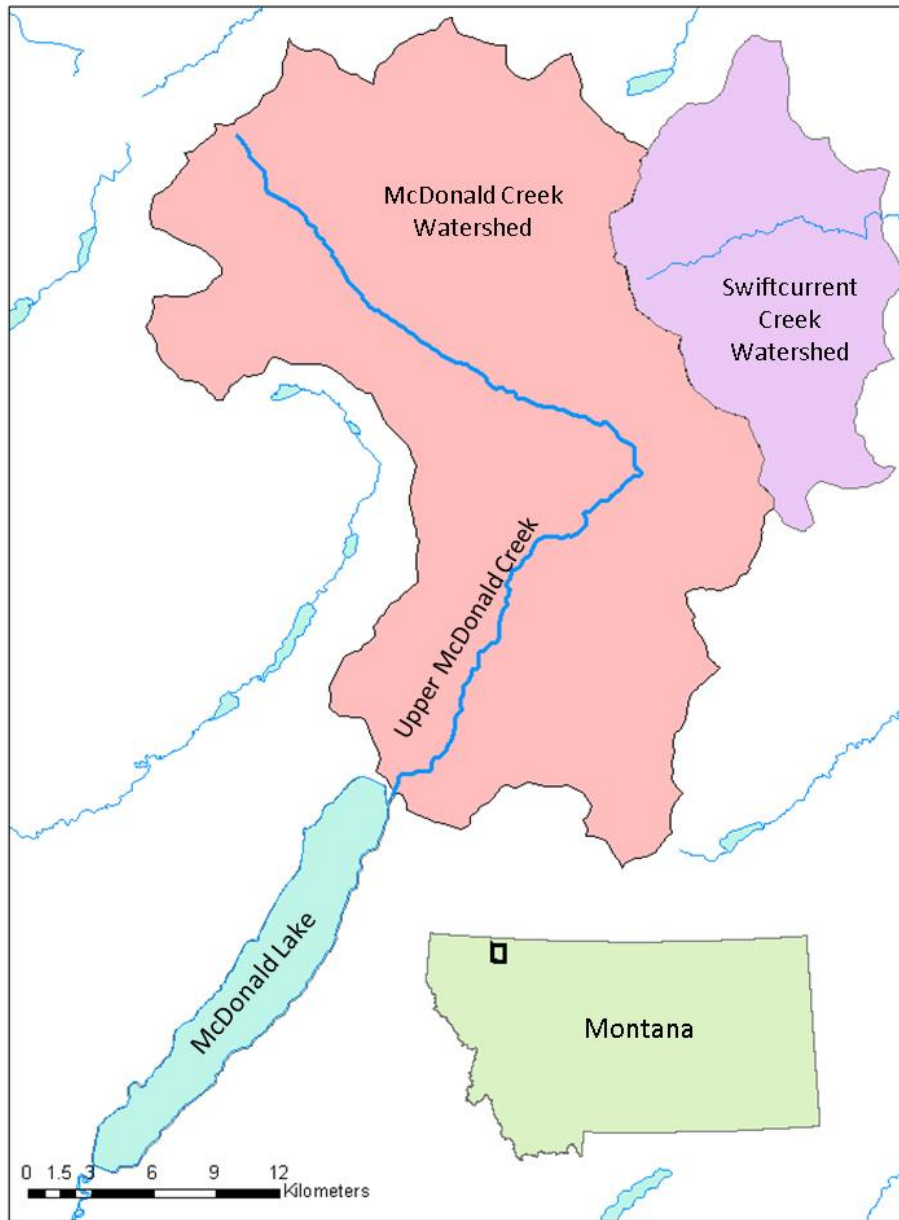 McDonald Creek
Watershed
Swiftcurrent
Creek
Watershed
Upper McDonald Creek
McDonald Lake
Montana
0 1.5 3 6 9 12
Kilometers